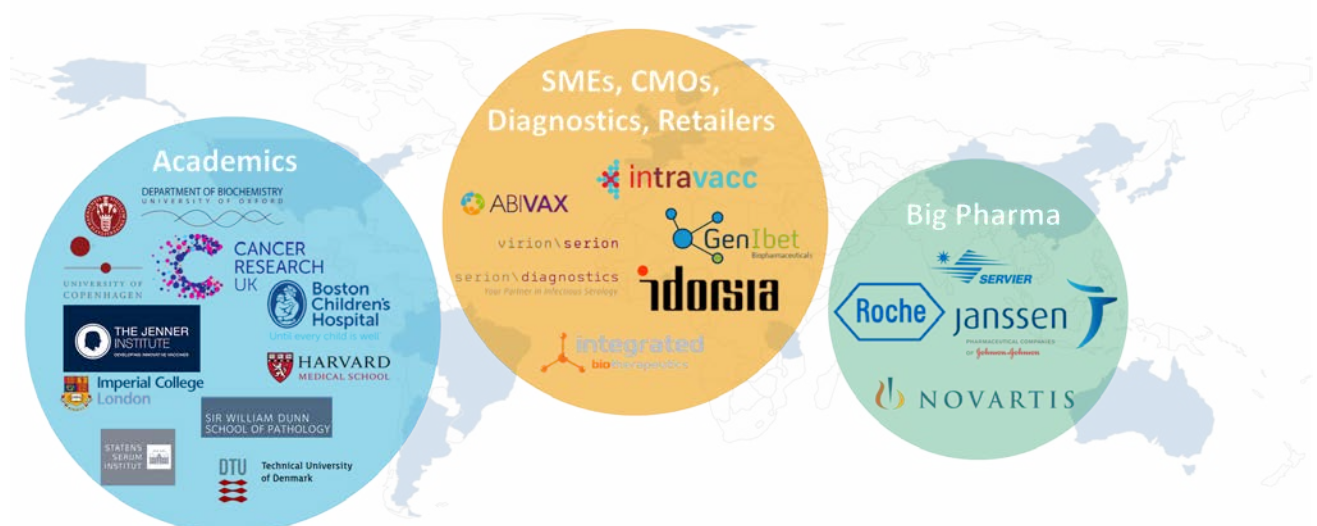 Academics
DEPARTMENT OF BIOCHEMISTRY
UNIVERSITY OF OXFORD
UNIVERSITY OF
COPENHAGEN
CANCER
RESEARCH
UK
Boston
Children's
Hospital
Until every child is well
THE JENNER
INSTITUTE
DEVELOPING INNOVATIVE VACCINES
HARVARD
MEDICAL SCHOOL
Imperial College
London
SIR WILLIAM DUNN
SCHOOL OF PATHOLOGY
STATENS
SERUM
INSTITUT
DTU
Technical University
of Denmark
SMEs, CMOs,
Diagnostics, Retailers
intravacc
ABIVAX
virion\serion
GenIbet
Biopharmaceuticals
serion\diagnostics
Your Partner in Infectious Serology
idorsia
integrated
biotherapeutics
Big Pharma
SERVIER
Roche
janssen
PHARMACEUTICAL COMPANIES
OF Johnson & Johnson
NOVARTIS